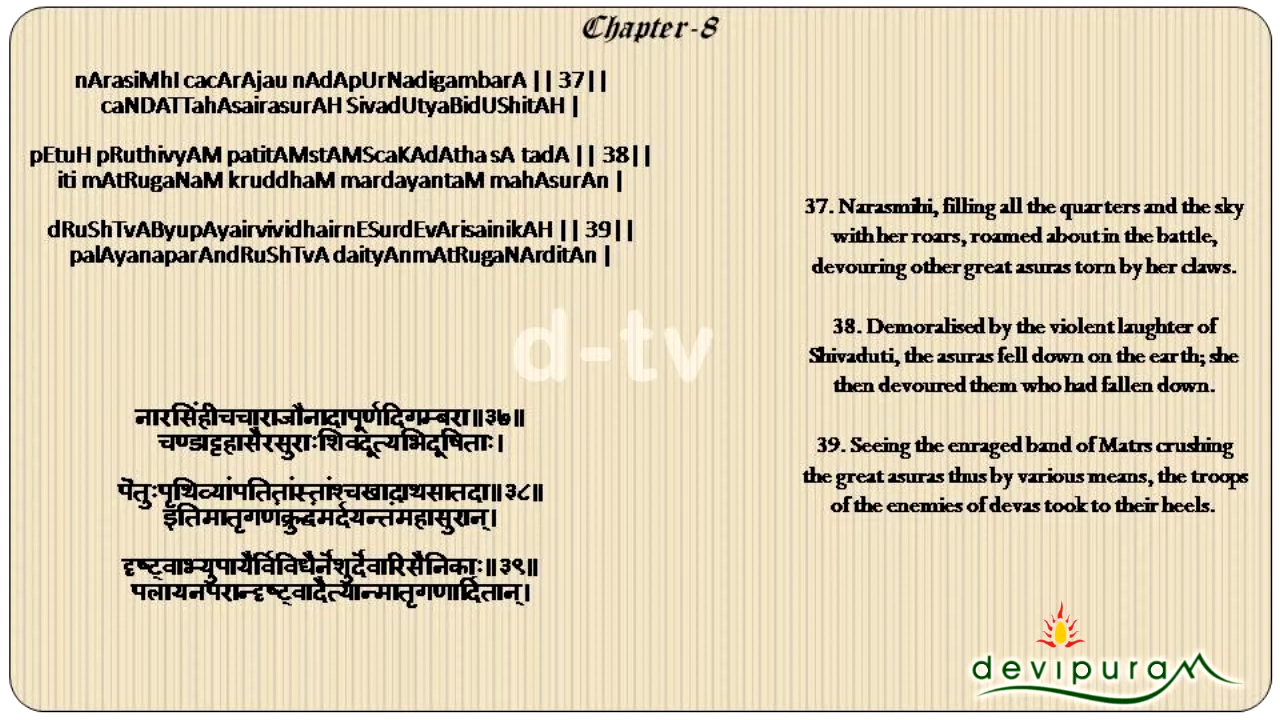 Chapter-8
nArasiMhI cacArAjau nAdApUrNadigambarA || 37||
caNDATTahAsairasurAH SivadUtyaBidUShitAH |
pEtuH pRuthivyAM patitAMstAMScaKAdAtha sA tadA || 38||
iti mAtRugaNaM kruddhaM mardayantaM mahAsurAn |
dRuShTvAByupAyairvividhairnESurdEvArisainikAH || 39||
palAyanaparAndRuShTvA daityAnmAtRugaNArditAn |
नारसिंहीचचाराजौनादापूर्णदिगम्बरा॥३७॥
चण्डाट्टहासैरसुराःशिवदूत्यभिदूषिताः।
पेतुःपृथिव्यांपतितांस्तांश्चखादाथसातदा॥३८॥
इतिमातृगणंक्रुद्धंमर्दयन्तंमहासुरान्।
दृष्ट्वाभ्युपायैर्विविधैर्नेशुर्देवारिसैनिकाः॥३९॥
पलायनपरान्दृष्ट्वादैत्यान्मातृगणार्दितान्।
37. Narasmihi, filling all the quarters and the sky
with her roars, roamed about in the battle,
devouring other great asuras torn by her claws.
38. Demoralised by the violent laughter of
Shivaduti, the asuras fell down on the earth; she
then devoured them who had fallen down.
39. Seeing the enraged band of Matrs crushing
the great asuras thus by various means, the troops
of the enemies of devas took to their heels.
d-tv
devipuram